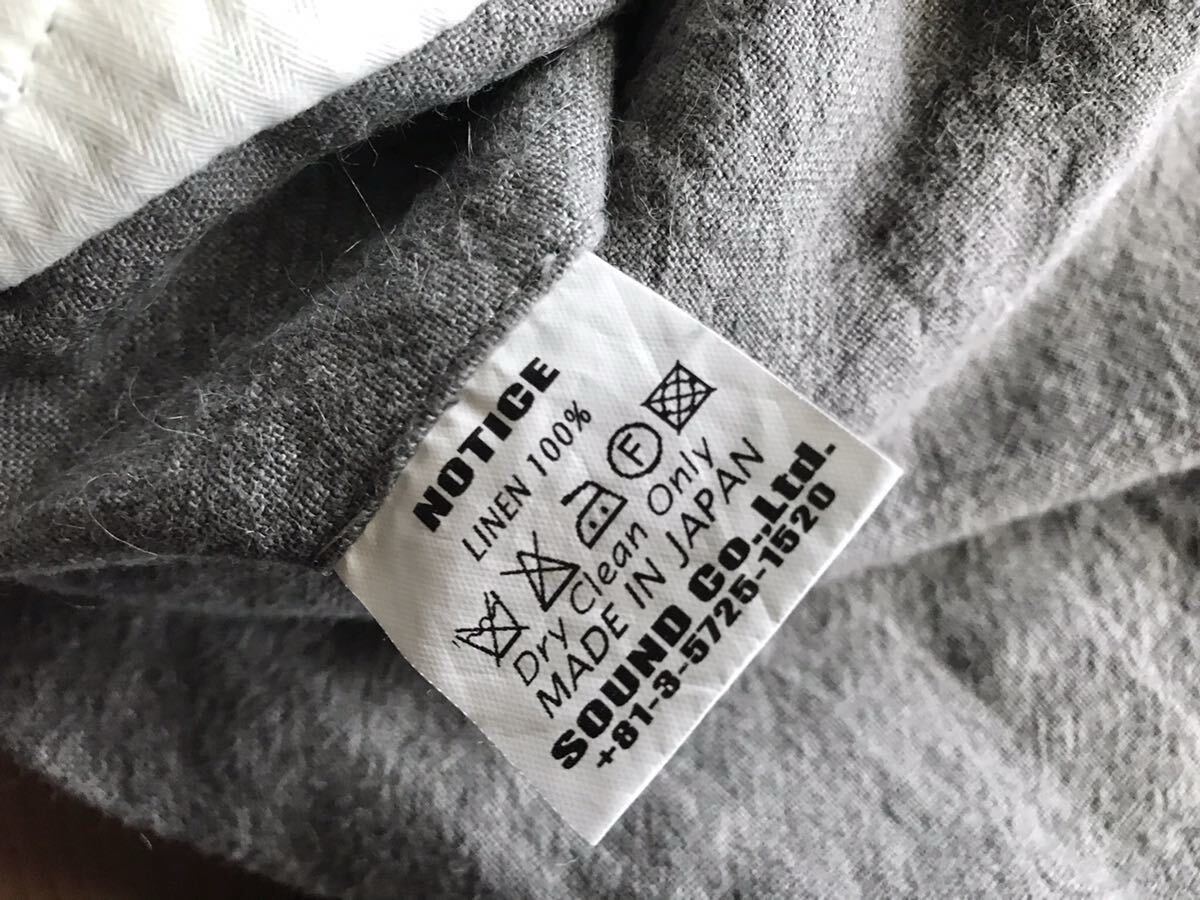 NOTICE
LINEN 100%
F
Dry Clean Only
MADE IN JAPAN
SOUND CO.,Ltd.
+81-3-5725-1520